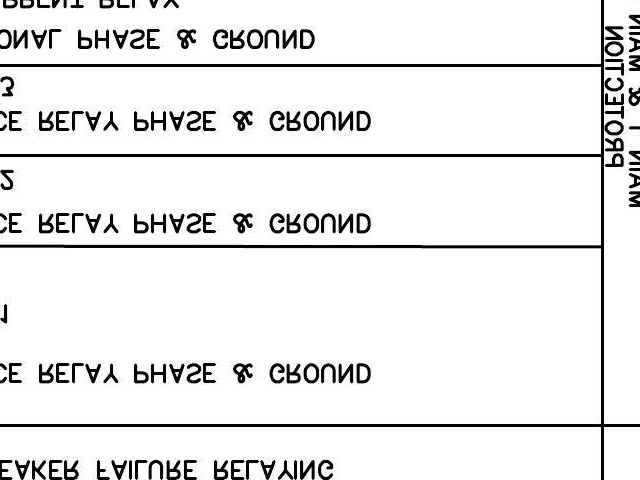 EAKER FAILURE RELAYING
CE RELAY PHASE & GROUND
1
CE RELAY PHASE & GROUND
2
CE RELAY PHASE & GROUND
3
ONAL PHASE & GROUND
RRENT RELAY
MAIN 1 & MAIN
PROTECTION